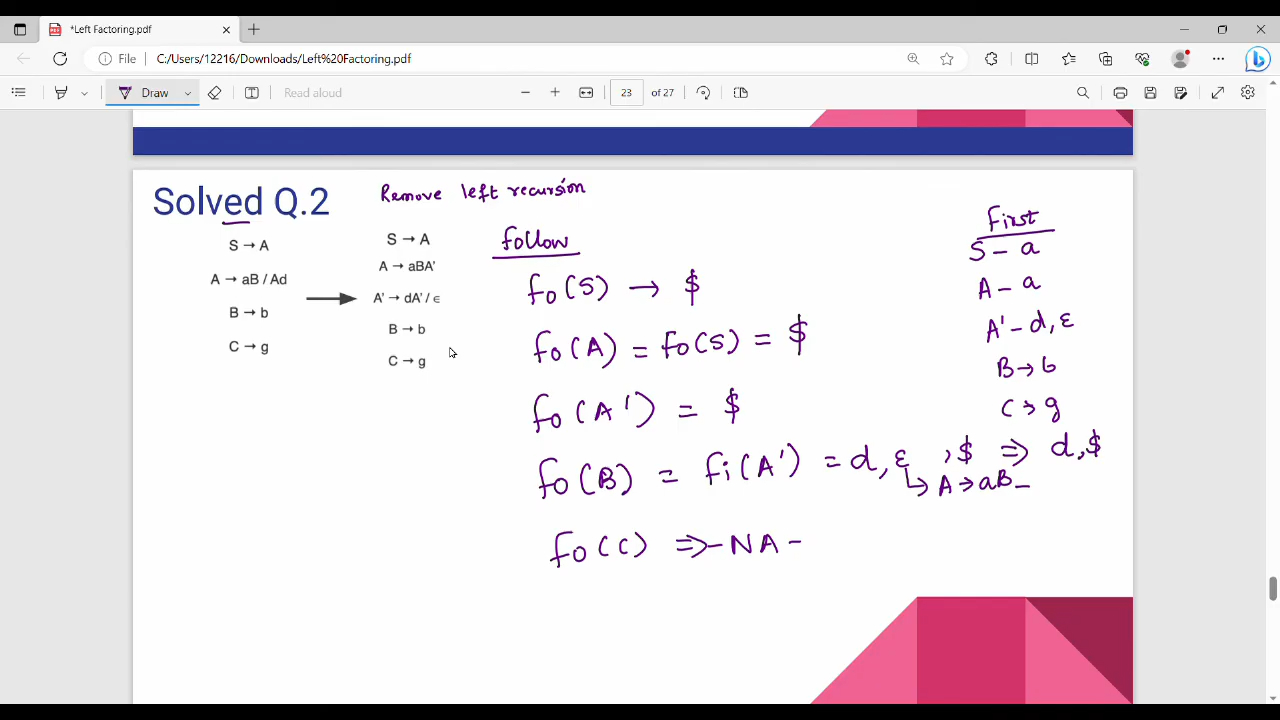 *Left Factoring.pdf
File C:/Users/12216/Downloads/Left%20Factoring.pdf
Draw Read aloud 23 of 27
Solved Q.2
Remove left recursion
S → A
A → aB / Ad
B → b
C → g
S → A
A → aBA'
A' → dA' / ϵ
B → b
C → g
follow
fo(S) → $
fo(A) = fo(S) = $
fo(A') = $
fo(B) = fi(A') = d, ε , $ ⇒ d, $
↳ A → aB_
fo(C) ⇒ - NA -
First
S - a
A - a
A' - d, ε
B → b
C → g